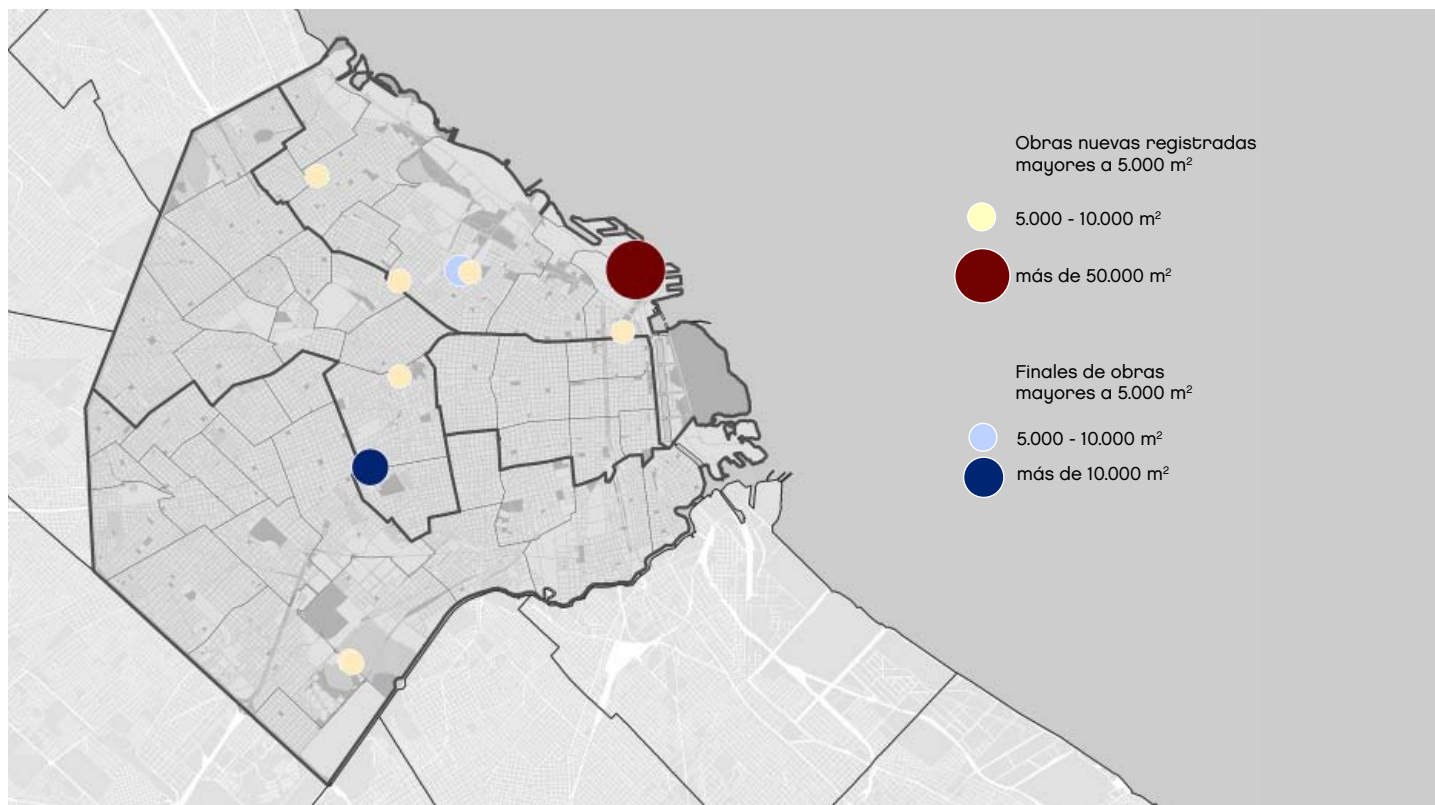 Obras nuevas registradas
mayores a 5.000 m²
5.000 - 10.000 m²
más de 50.000 m²
Finales de obras
mayores a 5.000 m²
5.000 - 10.000 m²
más de 10.000 m²